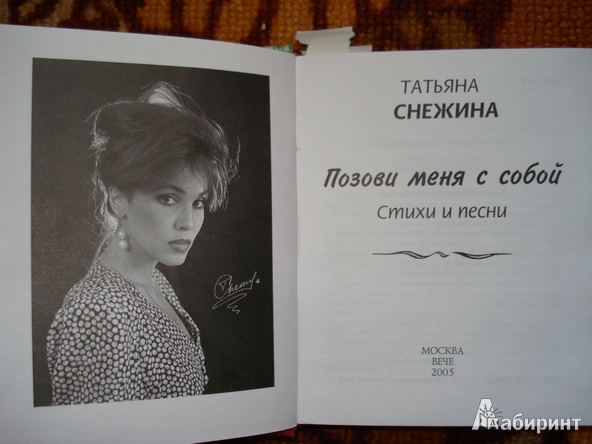 ТАТЬЯНА
СНЕЖИНА
Позови меня с собой
Стихи и песни
МОСКВА
ВЕЧЕ
2005
Лабиринт